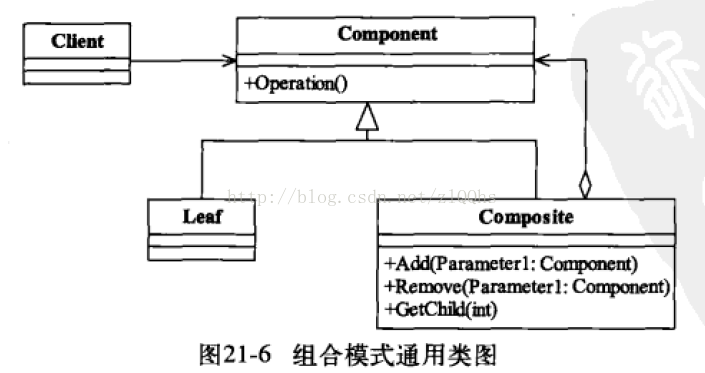 Client
Component
+Operation()
http://blog.csdn.net/zlQQhs
Leaf
Composite
+Add(Parameter1: Component)
+Remove(Parameter1: Component)
+GetChild(int)
图21-6 组合模式通用类图